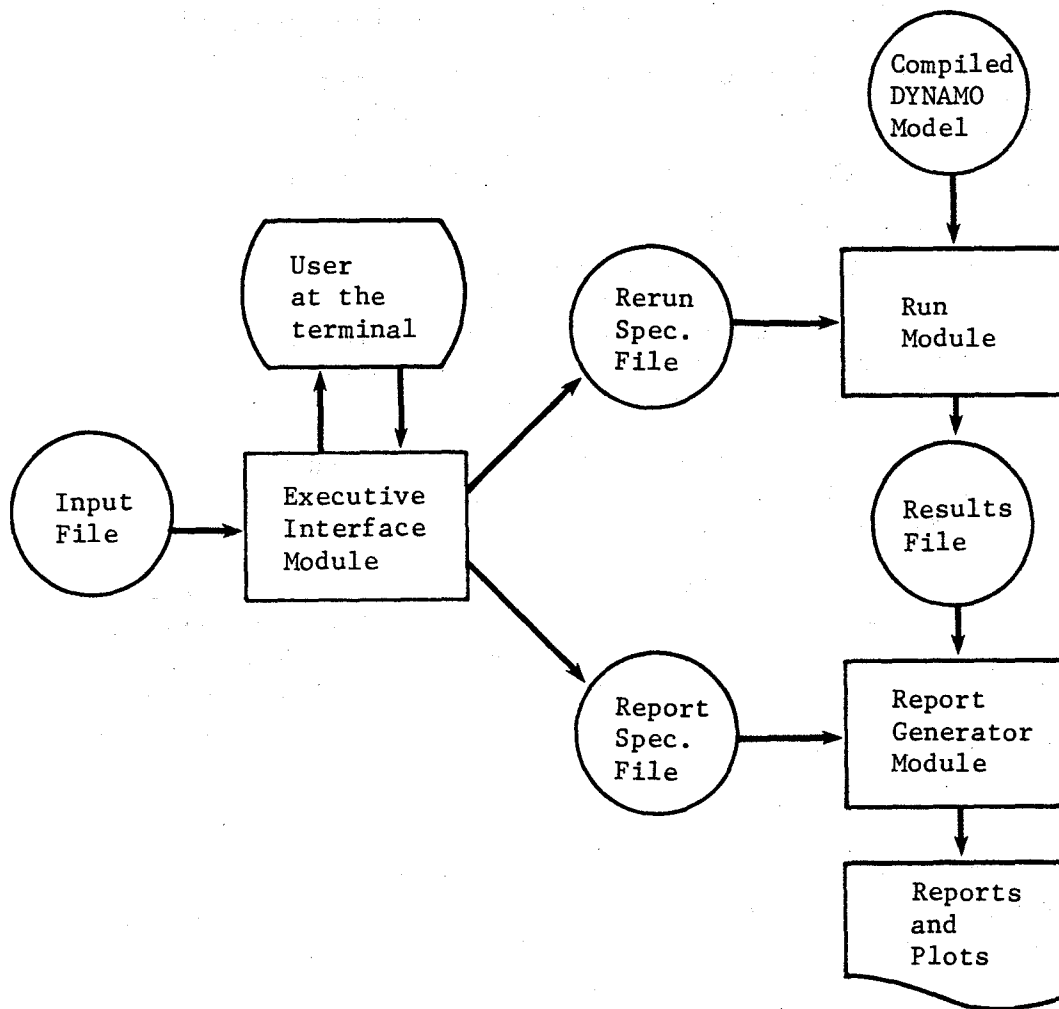 Compiled
DYNAMO
Model
User
at the
terminal
Rerun
Spec.
File
Run
Module
Input
File
Executive
Interface
Module
Results
File
Report
Spec.
File
Report
Generator
Module
Reports
and
Plots